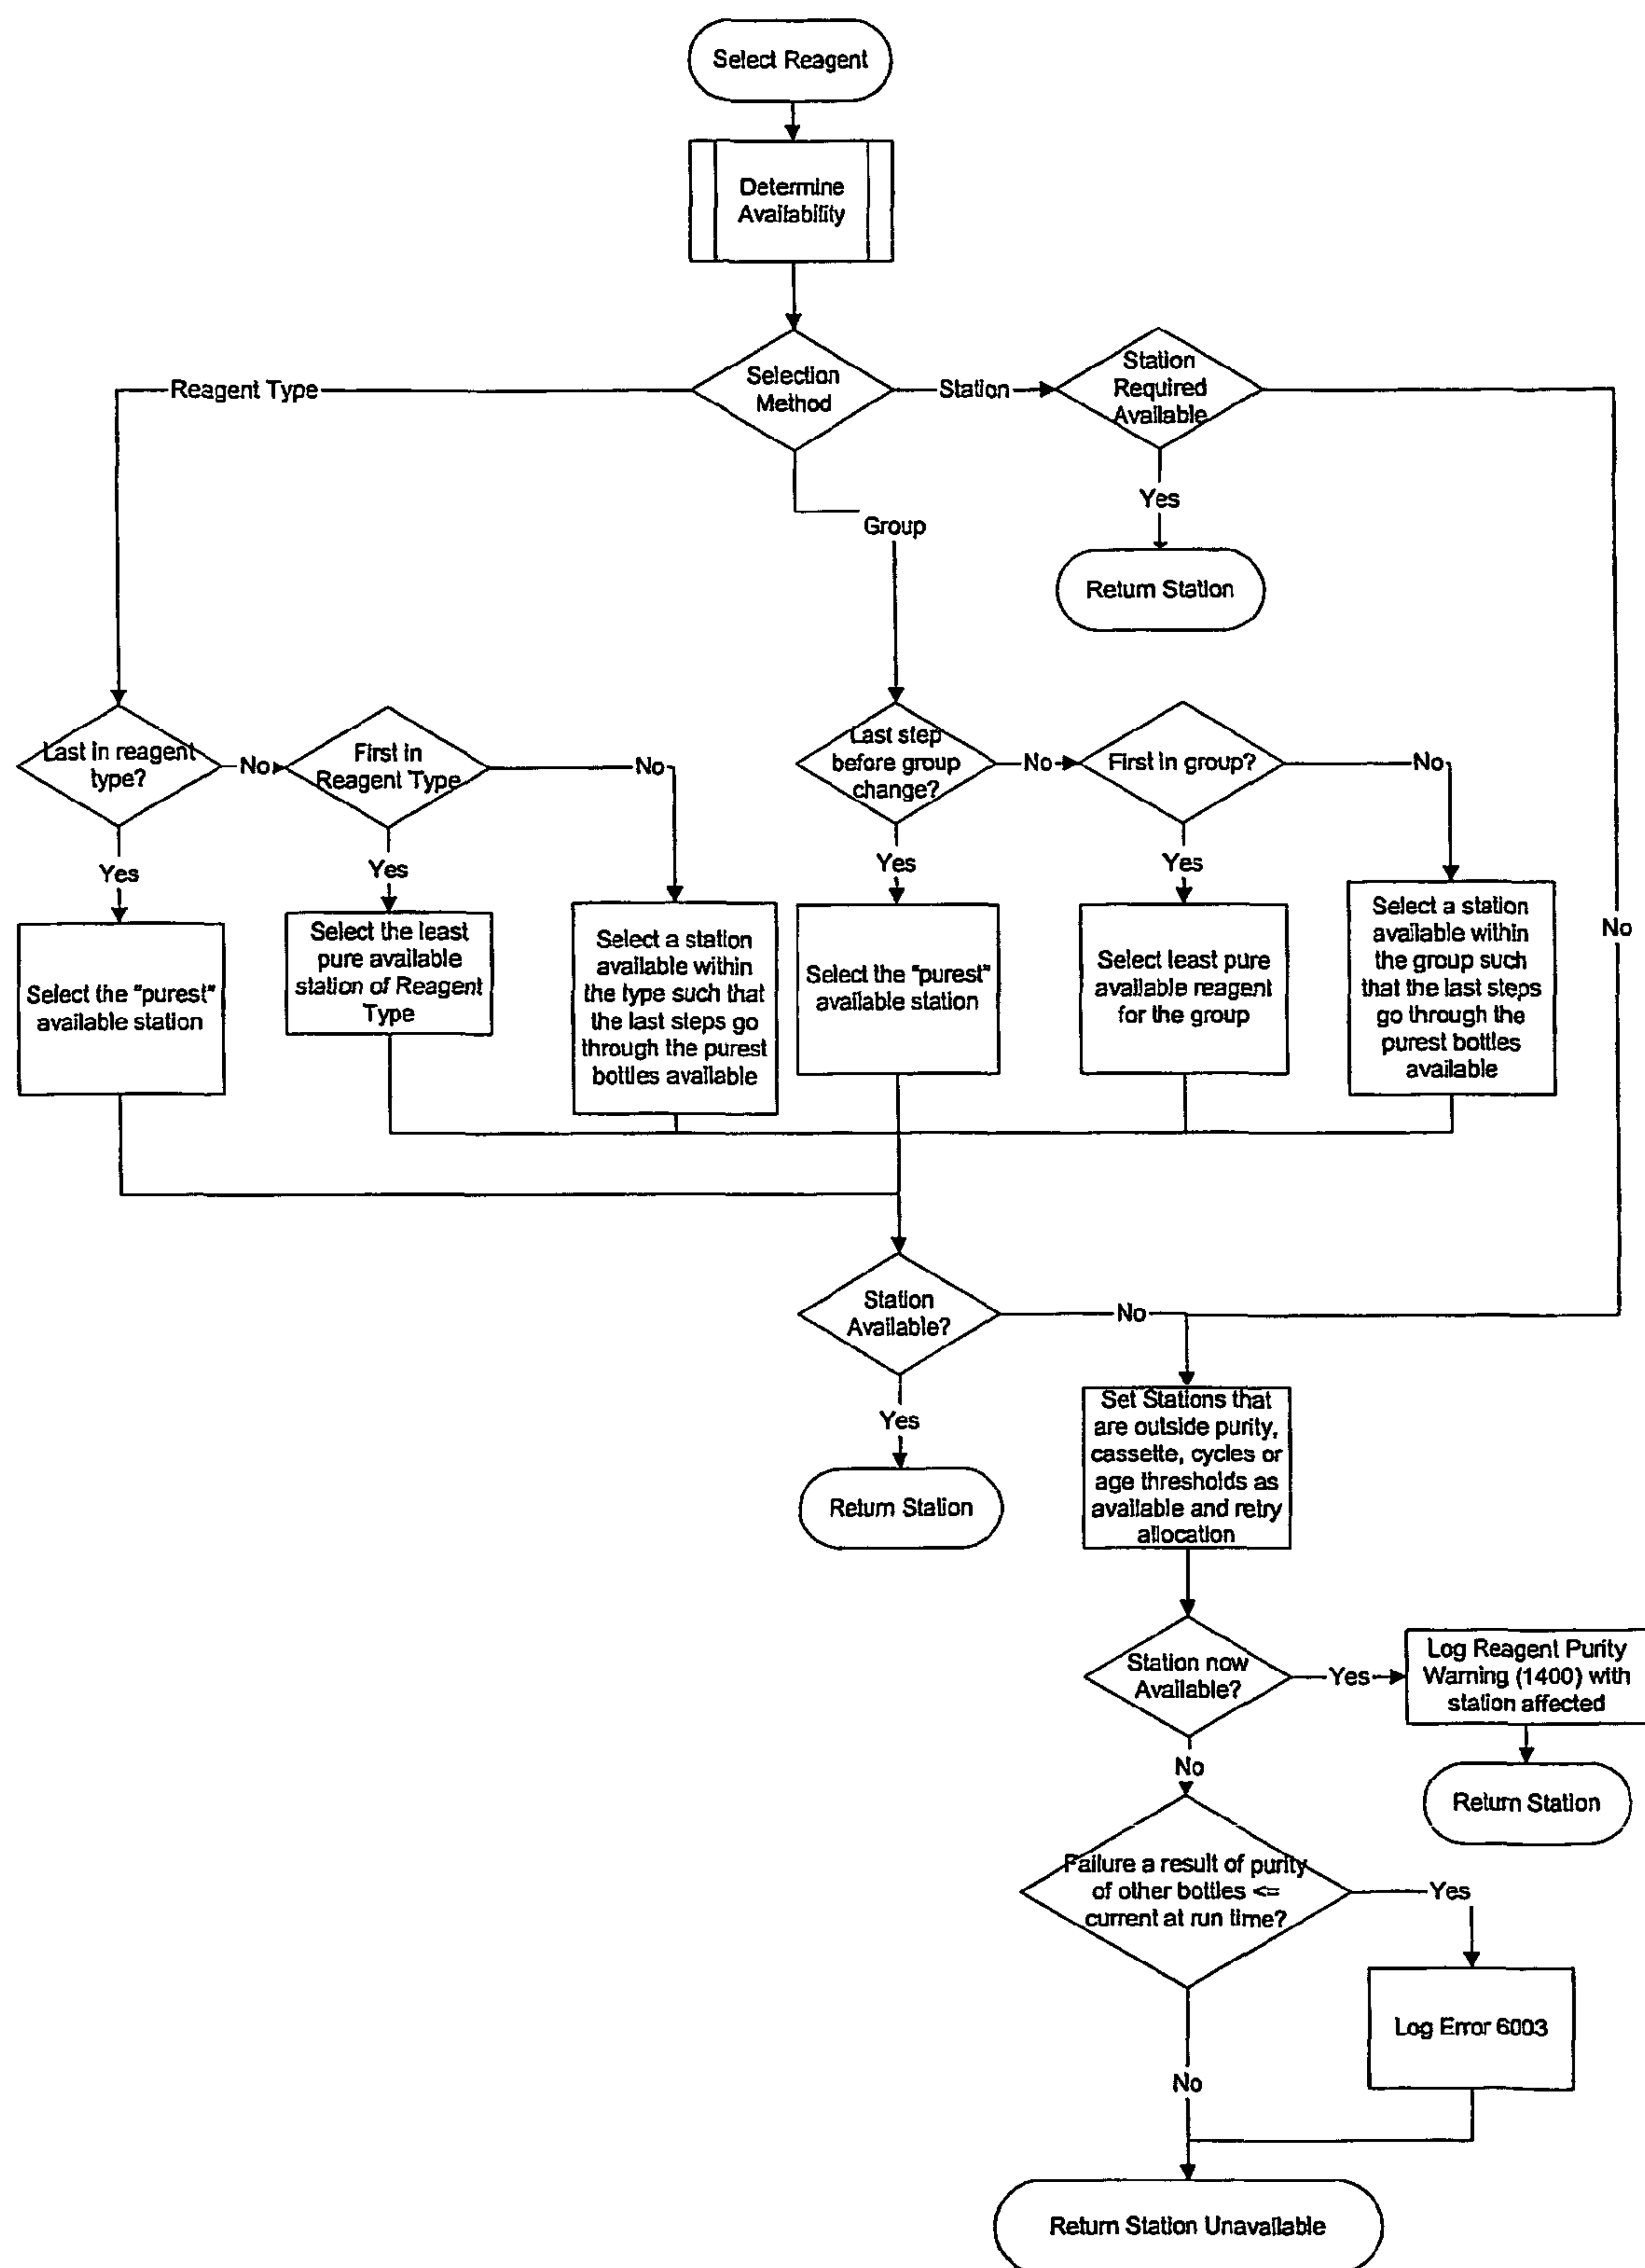 Select Reagent
Determine
Availability
Selection
Method
Reagent Type
Station
Station
Required
Available
Yes
Group
Return Station
Last in reagent
type?
No
First in
Reagent Type
No
Last step
before group
change?
No
First in group?
No
Yes
Yes
Yes
Yes
No
Select the "purest"
available station
Select the least
pure available
station of Reagent
Type
Select a station
available within
the type such that
the last steps go
through the purest
bottles available
Select the "purest"
available station
Select least pure
available reagent
for the group
Select a station
available within
the group such
that the last steps
go through the
purest bottles
available
Station
Available?
No
Yes
Return Station
Set Stations that
are outside purity,
cassette, cycles or
age thresholds as
available and retry
allocation
Station now
Available?
Yes
Log Reagent Purity
Warning (1400) with
station affected
No
Return Station
Failure a result of purity
of other bottles <=
current at run time?
Yes
Log Error 6003
No
Return Station Unavailable